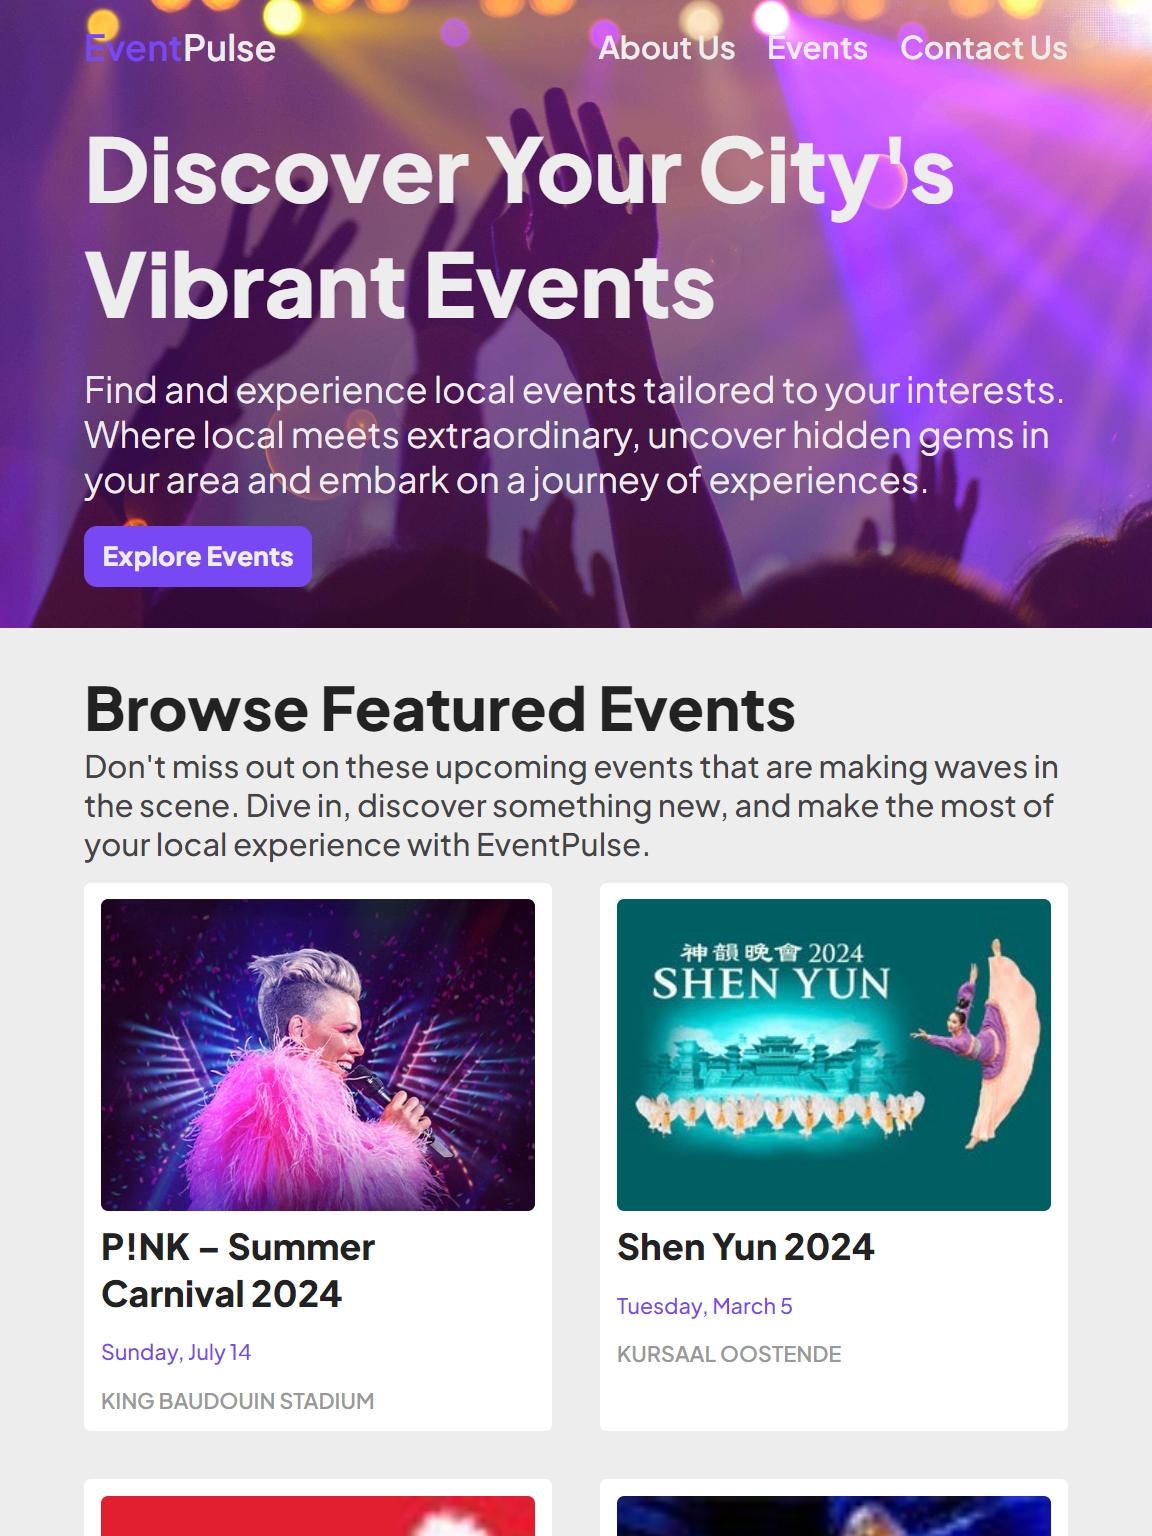 EventPulse
About Us Events Contact Us
Discover Your City's
Vibrant Events
Find and experience local events tailored to your interests.
Where local meets extraordinary, uncover hidden gems in
your area and embark on a journey of experiences.
Explore Events
Browse Featured Events
Don't miss out on these upcoming events that are making waves in
the scene. Dive in, discover something new, and make the most of
your local experience with EventPulse.
P!NK – Summer
Carnival 2024
Sunday, July 14
KING BAUDOUIN STADIUM
神韻晚會 2024
SHEN YUN
Shen Yun 2024
Tuesday, March 5
KURSAAL OOSTENDE